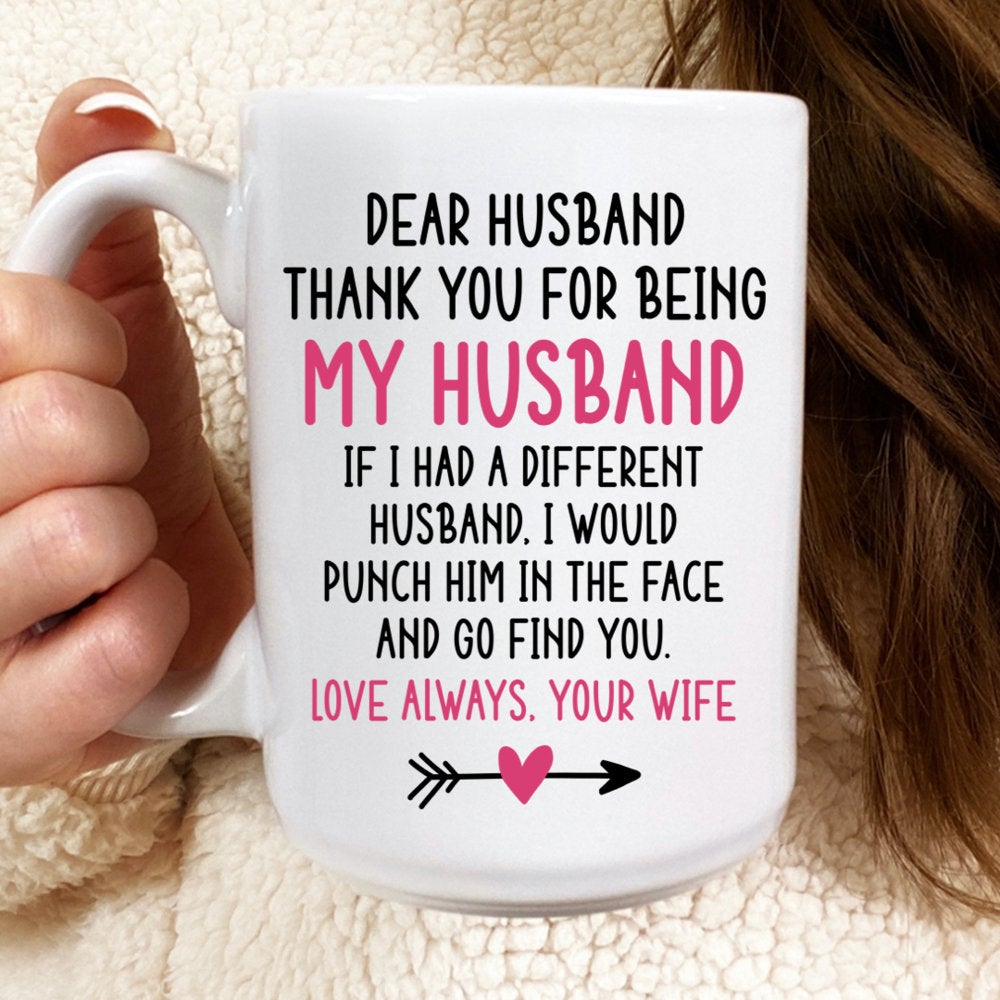 DEAR HUSBAND
THANK YOU FOR BEING
MY HUSBAND
IF I HAD A DIFFERENT
HUSBAND, I WOULD
PUNCH HIM IN THE FACE
AND GO FIND YOU.
LOVE ALWAYS, YOUR WIFE